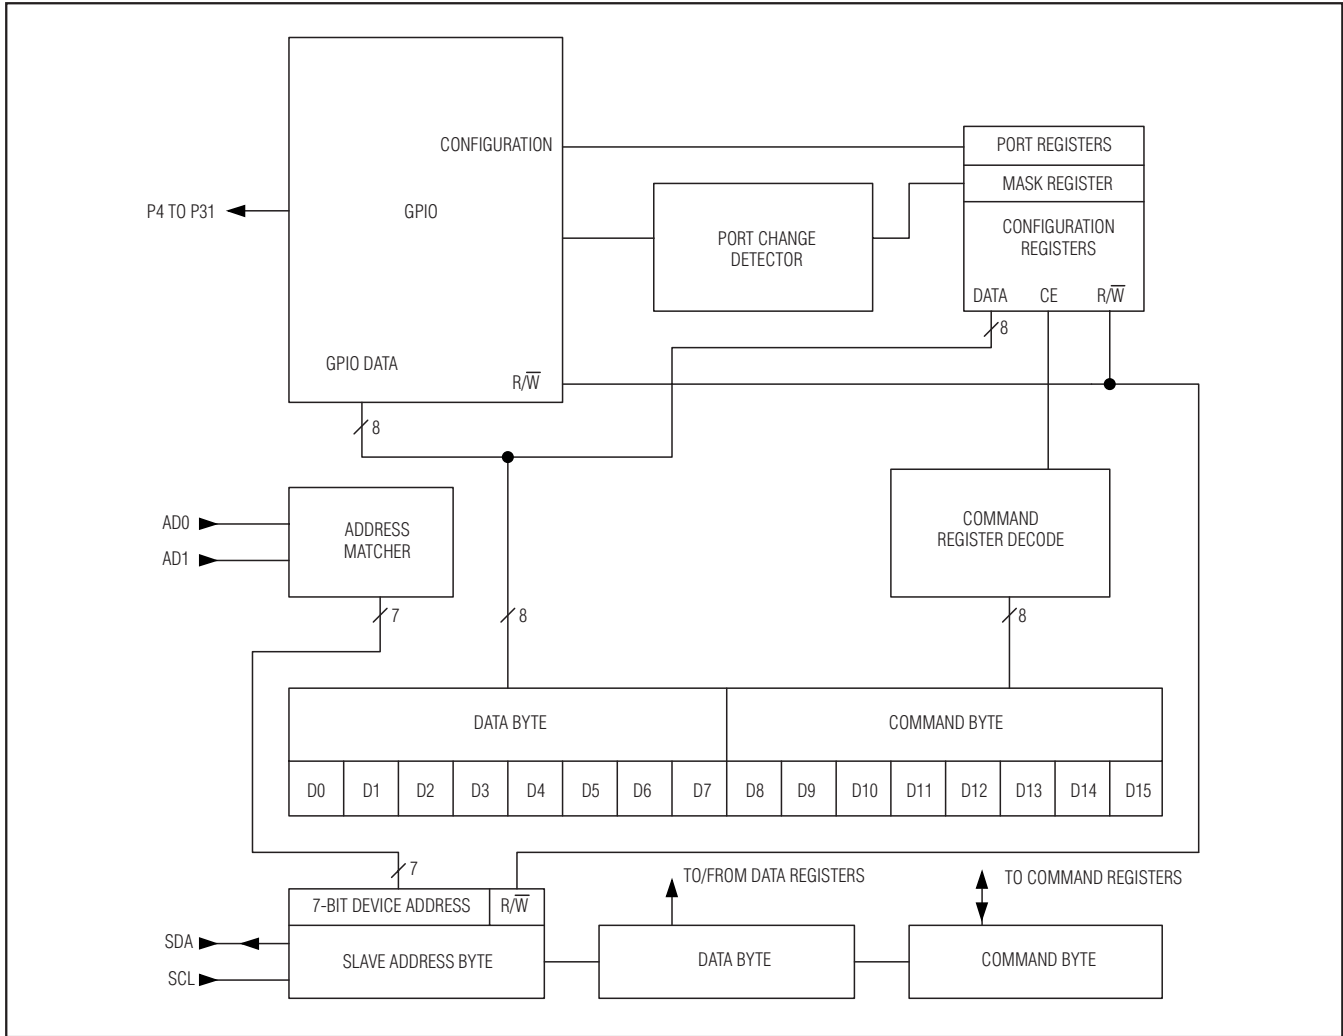 CONFIGURATION
GPIO
P4 TO P31
GPIO DATA
R/W̅
8
PORT CHANGE
DETECTOR
PORT REGISTERS
MASK REGISTER
CONFIGURATION
REGISTERS
DATA CE R/W̅
8
AD0
AD1
ADDRESS
MATCHER
7
8
COMMAND
REGISTER DECODE
8
DATA BYTE COMMAND BYTE
D0 D1 D2 D3 D4 D5 D6 D7 D8 D9 D10 D11 D12 D13 D14 D15
7
7-BIT DEVICE ADDRESS R/W̅
SDA
SCL
SLAVE ADDRESS BYTE
TO/FROM DATA REGISTERS
DATA BYTE
TO COMMAND REGISTERS
COMMAND BYTE